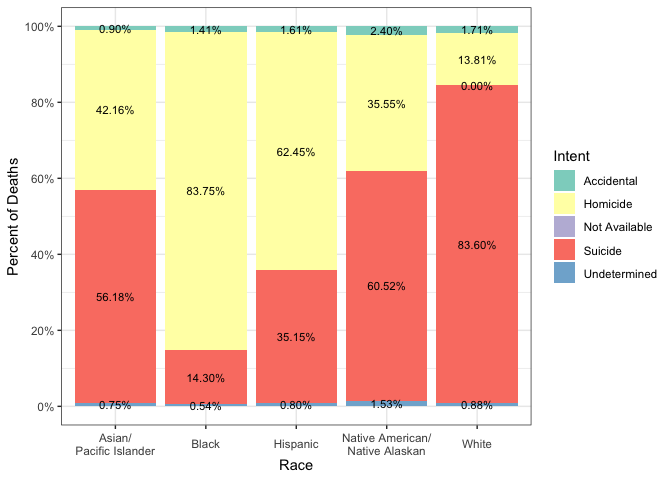 100%
80%
60%
40%
20%
0%
Percent of Deaths
0.90%
42.16%
56.18%
0.75%
1.41%
83.75%
14.30%
0.54%
1.61%
62.45%
35.15%
0.80%
2.40%
35.55%
60.52%
1.53%
1.71%
13.81%
0.00%
83.60%
0.88%
Asian/
Pacific Islander
Black
Hispanic
Native American/
Native Alaskan
White
Race
Intent
Accidental
Homicide
Not Available
Suicide
Undetermined